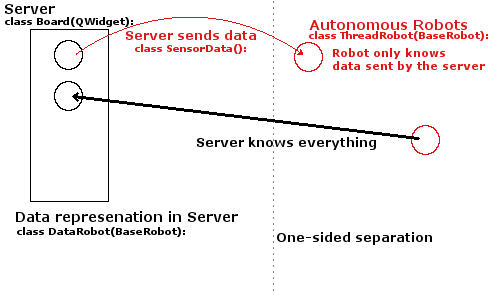 Server
class Board(QWidget):
Server sends data
class SensorData():
Autonomous Robots
class ThreadRobot(BaseRobot):
Robot only knows
data sent by the server
Server knows everything
Data represenation in Server
class DataRobot(BaseRobot):
One-sided separation